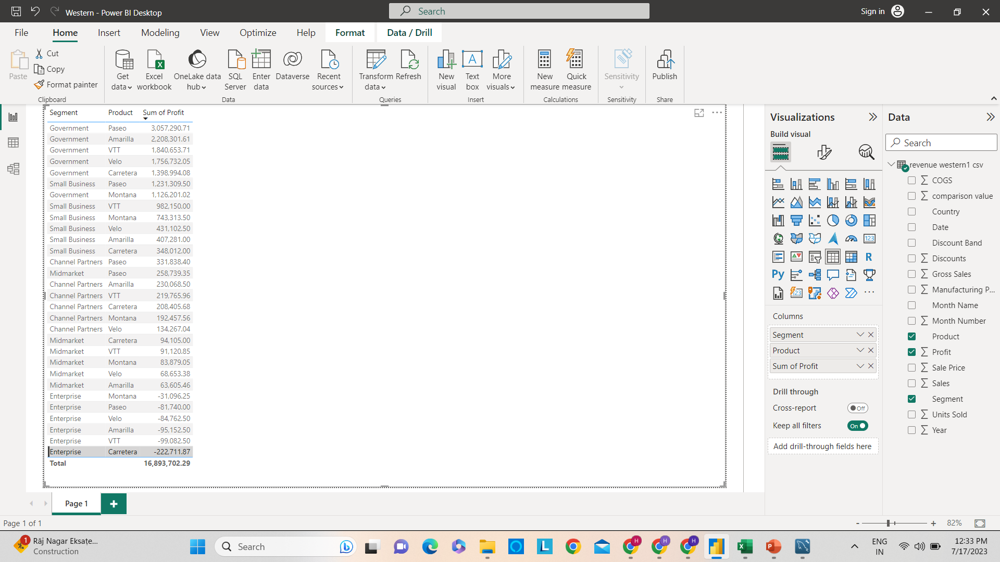 Western - Power BI Desktop
Search
Sign in
File Home Insert Modeling View Optimize Help Format Data / Drill
Paste
Cut
Copy
Format painter
Clipboard
Get data
Excel workbook
OneLake data hub
SQL Server
Enter data
Dataverse
Recent sources
Data
Transform data
Refresh
Queries
New visual
Text box
More visuals
Insert
New measure
Quick measure
Calculations
Sensitivity
Sensitivity
Publish
Share
Segment Product Sum of Profit
Government Paseo 3,057,290.71
Government Amarilla 2,208,301.61
Government VTT 1,840,653.71
Government Velo 1,756,732.05
Government Carretera 1,398,994.08
Small Business Paseo 1,231,309.50
Government Montana 1,126,201.02
Small Business VTT 982,150.00
Small Business Montana 743,313.50
Small Business Velo 431,102.50
Small Business Amarilla 407,281.00
Small Business Carretera 348,012.00
Channel Partners Paseo 331,838.40
Midmarket Paseo 258,739.35
Channel Partners Amarilla 230,068.50
Channel Partners VTT 219,765.96
Channel Partners Carretera 208,405.68
Channel Partners Montana 192,457.56
Channel Partners Velo 134,267.04
Midmarket Carretera 94,105.00
Midmarket VTT 91,120.85
Midmarket Montana 83,879.05
Midmarket Velo 68,653.38
Midmarket Amarilla 63,605.46
Enterprise Montana -31,096.25
Enterprise Paseo -81,740.00
Enterprise Velo -84,762.50
Enterprise Amarilla -95,152.50
Enterprise VTT -99,082.50
Enterprise Carretera -222,711.87
Total 16,893,702.29
Visualizations
Build visual
123
R
Py
123
Columns
Segment
Product
Sum of Profit
Drill through
Cross-report Off
Keep all filters On
Add drill-through fields here
Data
Search
revenue western1 csv
COGS
comparison value
Country
Date
Discount Band
Discounts
Gross Sales
Manufacturing P...
Month Name
Month Number
Product
Profit
Sale Price
Sales
Segment
Units Sold
Year
Page 1
Page 1 of 1
- + 82%
1
Rāj Nagar Eksațe...
Construction
Search
L
H
H
H
X
P
ENG
IN
12:33 PM
7/17/2023